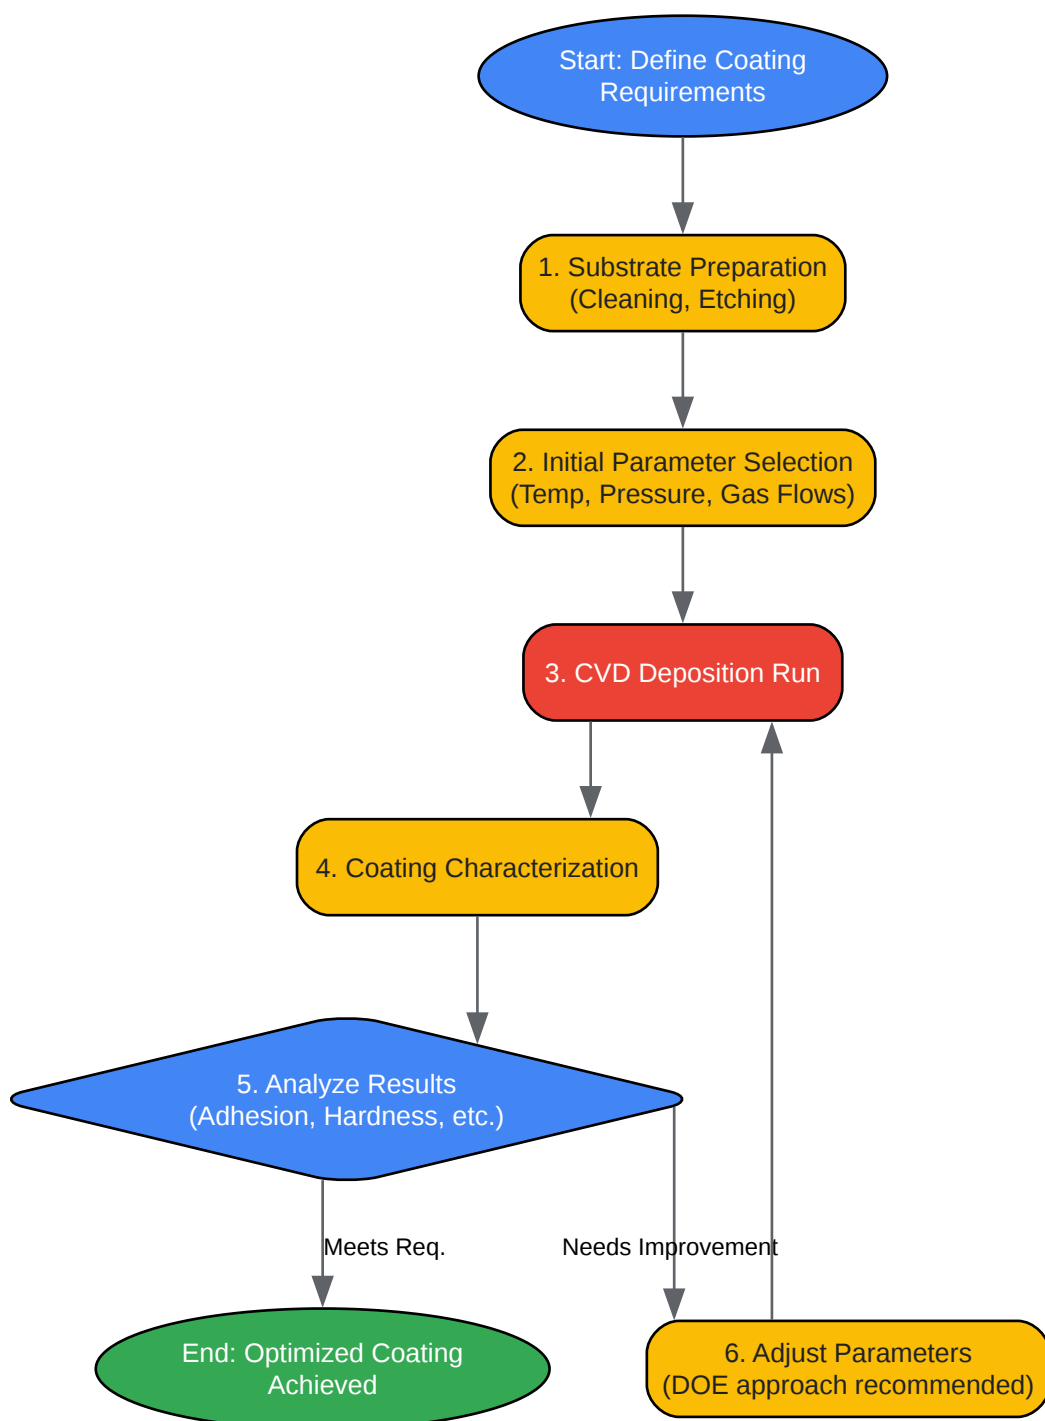 Start: Define Coating
Requirements
1. Substrate Preparation
(Cleaning, Etching)
2. Initial Parameter Selection
(Temp, Pressure, Gas Flows)
3. CVD Deposition Run
4. Coating Characterization
5. Analyze Results
(Adhesion, Hardness, etc.)
Meets Req.
Needs Improvement
End: Optimized Coating
Achieved
6. Adjust Parameters
(DOE approach recommended)